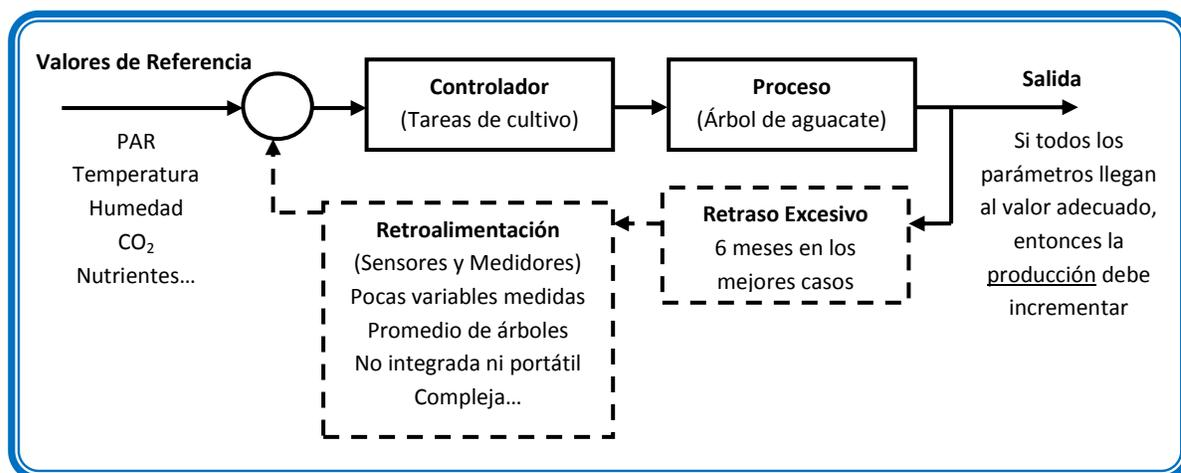 Valores de Referencia
PAR
Temperatura
Humedad
CO₂
Nutrientes...
Controlador
(Tareas de cultivo)
Proceso
(Árbol de aguacate)
Salida
Si todos los
parámetros llegan
al valor adecuado,
entonces la
producción debe
incrementar
Retraso Excesivo
6 meses en los
mejores casos
Retroalimentación
(Sensores y Medidores)
Pocas variables medidas
Promedio de árboles
No integrada ni portátil
Compleja...